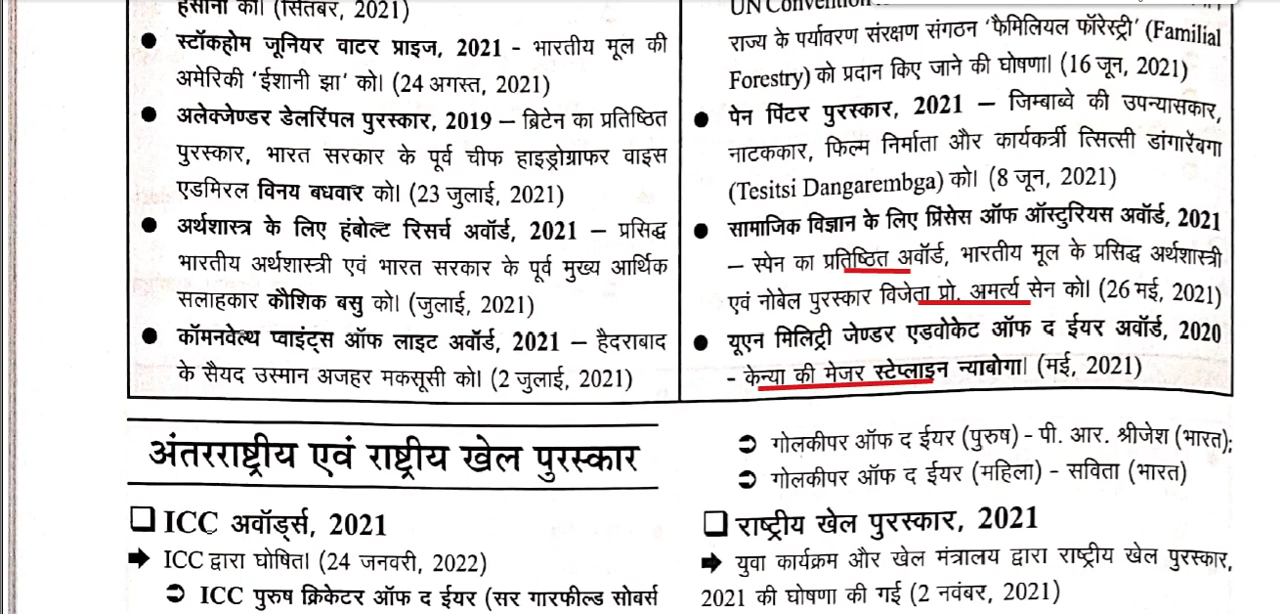 हसीना को। (सितंबर, 2021)
● स्टॉकहोम जूनियर वाटर प्राइज, 2021 - भारतीय मूल की
अमेरिकी ‘ईशानी झा’ को। (24 अगस्त, 2021)
● अलेक्जेण्डर डेलरिंपल पुरस्कार, 2019 – ब्रिटेन का प्रतिष्ठित
पुरस्कार, भारत सरकार के पूर्व चीफ हाइड्रोग्राफर वाइस
एडमिरल विनय बधवार को। (23 जुलाई, 2021)
● अर्थशास्त्र के लिए हंबोल्ट रिसर्च अवॉर्ड, 2021 – प्रसिद्ध
भारतीय अर्थशास्त्री एवं भारत सरकार के पूर्व मुख्य आर्थिक
सलाहकार कौशिक बसु को। (जुलाई, 2021)
● कॉमनवेल्थ प्वाइंट्स ऑफ लाइट अवॉर्ड, 2021 – हैदराबाद
के सैयद उस्मान अजहर मकसूसी को। (2 जुलाई, 2021)
UN Convention
राज्य के पर्यावरण संरक्षण संगठन ‘फैमिलियल फॉरेस्ट्री’ (Familial
Forestry) को प्रदान किए जाने की घोषणा। (16 जून, 2021)
● पेन पिंटर पुरस्कार, 2021 – जिम्बाब्वे की उपन्यासकार,
नाटककार, फिल्म निर्माता और कार्यकर्त्री त्सित्सी डांगारेंबगा
(Tesitsi Dangarembga) को। (8 जून, 2021)
● सामाजिक विज्ञान के लिए प्रिंसेस ऑफ ऑस्टुरियस अवॉर्ड, 2021
– स्पेन का प्रतिष्ठित अवॉर्ड, भारतीय मूल के प्रसिद्ध अर्थशास्त्री
एवं नोबेल पुरस्कार विजेता प्रो. अमर्त्य सेन को। (26 मई, 2021)
● यूएन मिलिट्री जेण्डर एडवोकेट ऑफ द ईयर अवॉर्ड, 2020
- केन्या की मेजर स्टेप्लाइन न्याबोगा। (मई, 2021)
अंतरराष्ट्रीय एवं राष्ट्रीय खेल पुरस्कार
❑ ICC अवॉर्ड्स, 2021
➡ ICC द्वारा घोषित। (24 जनवरी, 2022)
➲ ICC पुरुष क्रिकेटर ऑफ द ईयर (सर गारफील्ड सोबर्स
➲ गोलकीपर ऑफ द ईयर (पुरुष) - पी. आर. श्रीजेश (भारत);
➲ गोलकीपर ऑफ द ईयर (महिला) - सविता (भारत)
❑ राष्ट्रीय खेल पुरस्कार, 2021
➡ युवा कार्यक्रम और खेल मंत्रालय द्वारा राष्ट्रीय खेल पुरस्कार,
2021 की घोषणा की गई (2 नवंबर, 2021)